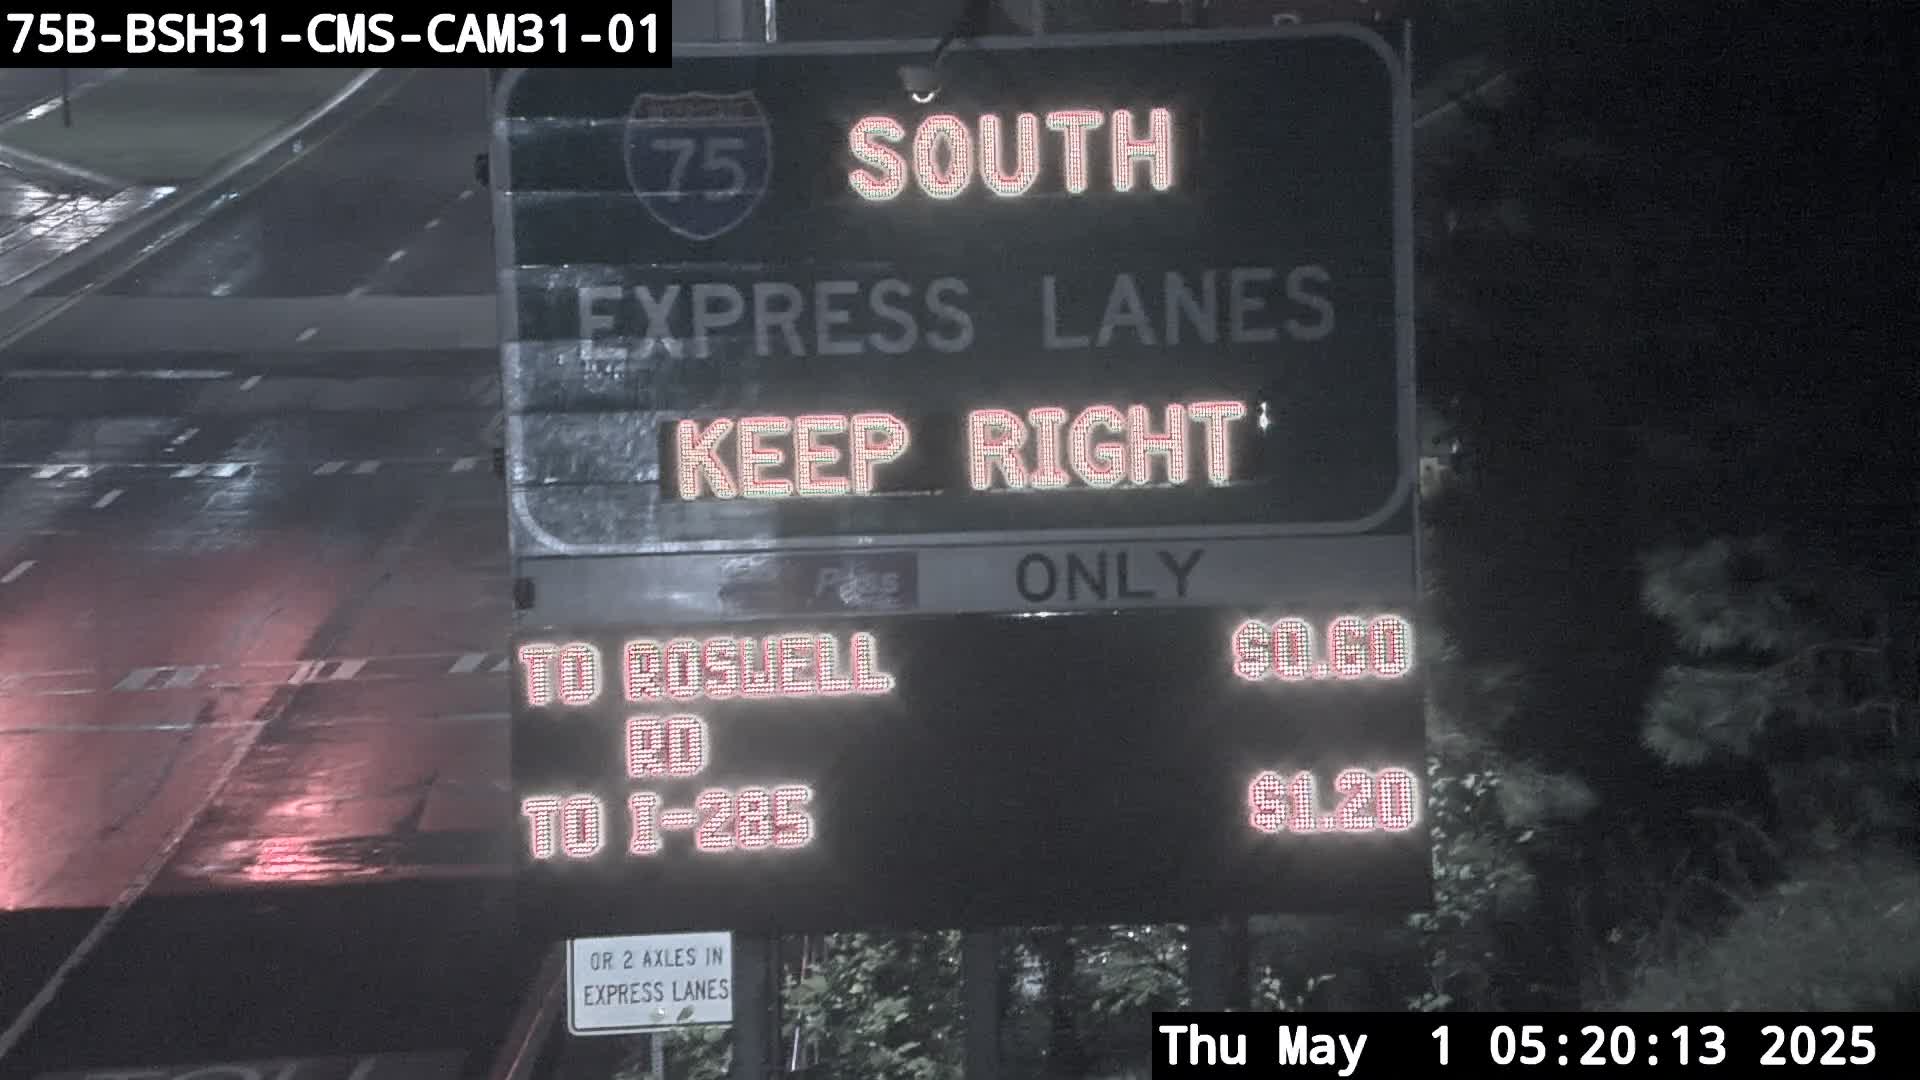 75B-BSH31-CMS-CAM31-01
75 SOUTH
EXPRESS LANES
KEEP RIGHT
Pass ONLY
TO ROSWELL $0.60
RD
TO I-285 $1.20
OR 2 AXLES IN
EXPRESS LANES
Thu May 1 05:20:13 2025